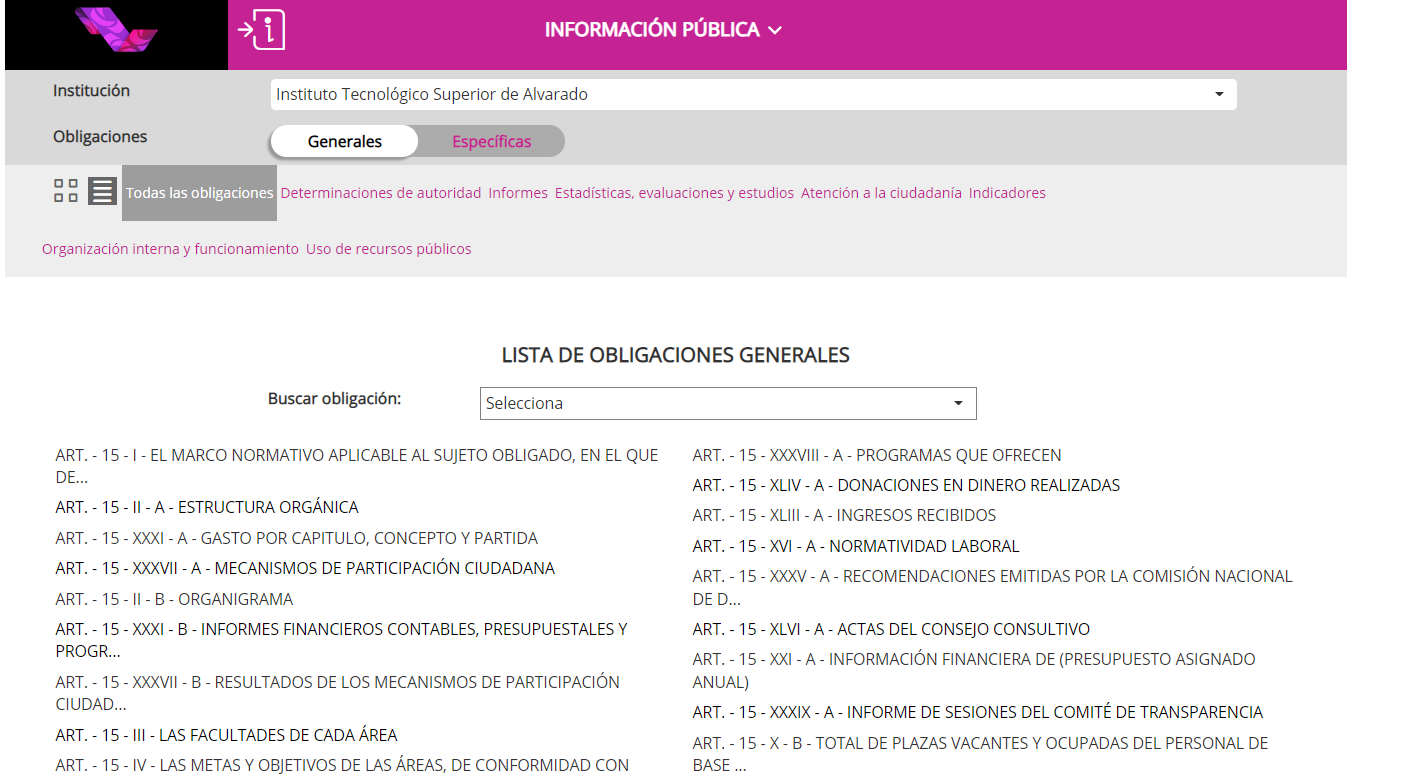 INFORMACIÓN PÚBLICA
Institución
Instituto Tecnológico Superior de Alvarado
Obligaciones
Generales
Específicas
Todas las obligaciones Determinaciones de autoridad Informes Estadísticas, evaluaciones y estudios Atención a la ciudadanía Indicadores
Organización interna y funcionamiento Uso de recursos públicos
LISTA DE OBLIGACIONES GENERALES
Buscar obligación:
Selecciona
ART. - 15 - I - EL MARCO NORMATIVO APLICABLE AL SUJETO OBLIGADO, EN EL QUE
DE...
ART. - 15 - II - A - ESTRUCTURA ORGÁNICA
ART. - 15 - XXXI - A - GASTO POR CAPITULO, CONCEPTO Y PARTIDA
ART. - 15 - XXXVII - A - MECANISMOS DE PARTICIPACIÓN CIUDADANA
ART. - 15 - II - B - ORGANIGRAMA
ART. - 15 - XXXI - B - INFORMES FINANCIEROS CONTABLES, PRESUPUESTALES Y
PROGR...
ART. - 15 - XXXVII - B - RESULTADOS DE LOS MECANISMOS DE PARTICIPACIÓN
CIUDAD...
ART. - 15 - III - LAS FACULTADES DE CADA ÁREA
ART. - 15 - IV - LAS METAS Y OBJETIVOS DE LAS ÁREAS, DE CONFORMIDAD CON
ART. - 15 - XXXVIII - A - PROGRAMAS QUE OFRECEN
ART. - 15 - XLIV - A - DONACIONES EN DINERO REALIZADAS
ART. - 15 - XLIII - A - INGRESOS RECIBIDOS
ART. - 15 - XVI - A - NORMATIVIDAD LABORAL
ART. - 15 - XXXV - A - RECOMENDACIONES EMITIDAS POR LA COMISIÓN NACIONAL
DE D...
ART. - 15 - XLVI - A - ACTAS DEL CONSEJO CONSULTIVO
ART. - 15 - XXI - A - INFORMACIÓN FINANCIERA DE (PRESUPUESTO ASIGNADO
ANUAL)
ART. - 15 - XXXIX - A - INFORME DE SESIONES DEL COMITÉ DE TRANSPARENCIA
ART. - 15 - X - B - TOTAL DE PLAZAS VACANTES Y OCUPADAS DEL PERSONAL DE
BASE ...